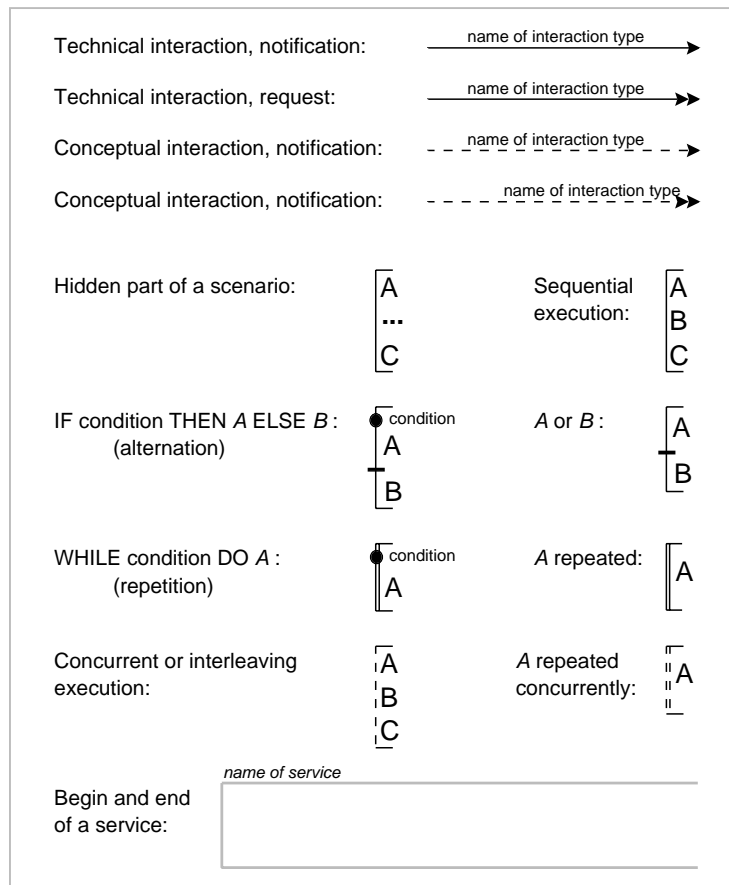 Technical interaction, notification: name of interaction type
Technical interaction, request: name of interaction type
Conceptual interaction, notification: name of interaction type
Conceptual interaction, notification: name of interaction type
Hidden part of a scenario:
A
...
C
Sequential
execution:
A
B
C
IF condition THEN A ELSE B :
(alternation)
condition
A
B
A or B :
A
B
WHILE condition DO A :
(repetition)
condition
A
A repeated:
A
Concurrent or interleaving
execution:
A
B
C
A repeated
concurrently:
A
name of service
Begin and end
of a service: